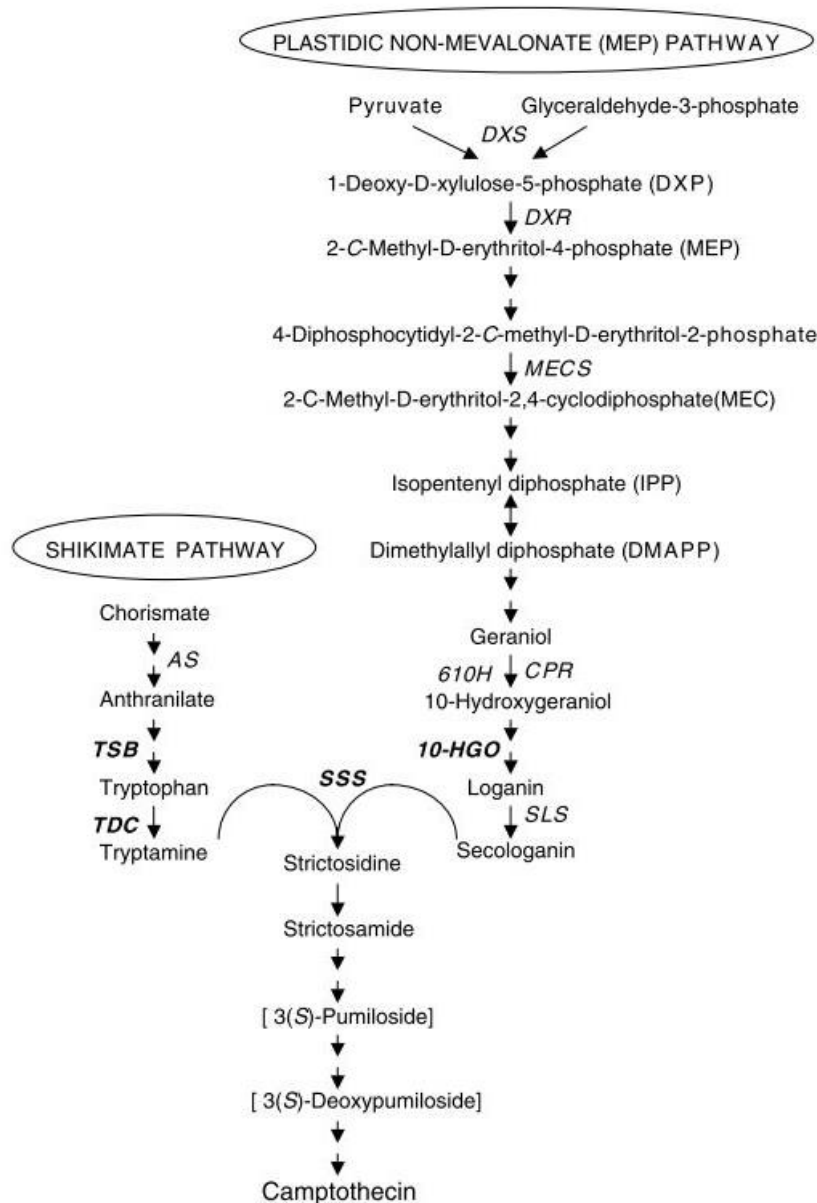 PLASTIDIC NON-MEVALONATE (MEP) PATHWAY
Pyruvate
Glyceraldehyde-3-phosphate
DXS
1-Deoxy-D-xylulose-5-phosphate (DXP)
DXR
2-C-Methyl-D-erythritol-4-phosphate (MEP)
4-Diphosphocytidyl-2-C-methyl-D-erythritol-2-phosphate
MECS
2-C-Methyl-D-erythritol-2,4-cyclodiphosphate(MEC)
Isopentenyl diphosphate (IPP)
Dimethylallyl diphosphate (DMAPP)
Geraniol
610H
CPR
10-Hydroxygeraniol
10-HGO
Loganin
SLS
Secologanin
SHIKIMATE PATHWAY
Chorismate
AS
Anthranilate
TSB
Tryptophan
TDC
Tryptamine
SSS
Strictosidine
Strictosamide
[ 3(S)-Pumiloside]
[ 3(S)-Deoxypumiloside]
Camptothecin